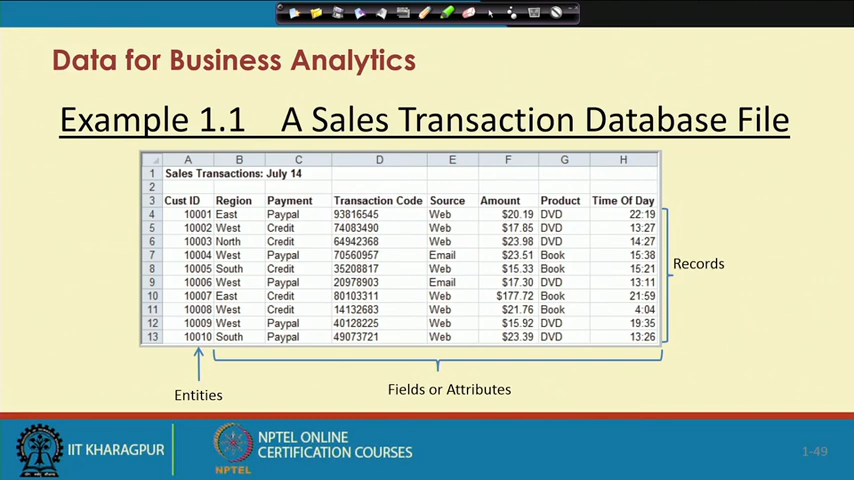 Data for Business Analytics
Example 1.1 A Sales Transaction Database File
A B C D E F G H
1 Sales Transactions: July 14
2
3 Cust ID Region Payment Transaction Code Source Amount Product Time Of Day
4 10001 East Paypal 93816545 Web $20.19 DVD 22:19
5 10002 West Credit 74083490 Web $17.85 DVD 13:27
6 10003 North Credit 64942368 Web $23.98 DVD 14:27
7 10004 West Paypal 70560957 Email $23.51 Book 15:38
8 10005 South Credit 35208817 Web $15.33 Book 15:21
9 10006 West Paypal 20978903 Email $17.30 DVD 13:11
10 10007 East Credit 80103311 Web $177.72 Book 21:59
11 10008 West Credit 14132683 Web $21.76 Book 4:04
12 10009 West Paypal 40128225 Web $15.92 DVD 19:35
13 10010 South Paypal 49073721 Web $23.39 DVD 13:26
Records
Entities
Fields or Attributes
IIT KHARAGPUR
NPTEL
NPTEL ONLINE
CERTIFICATION COURSES
1-49